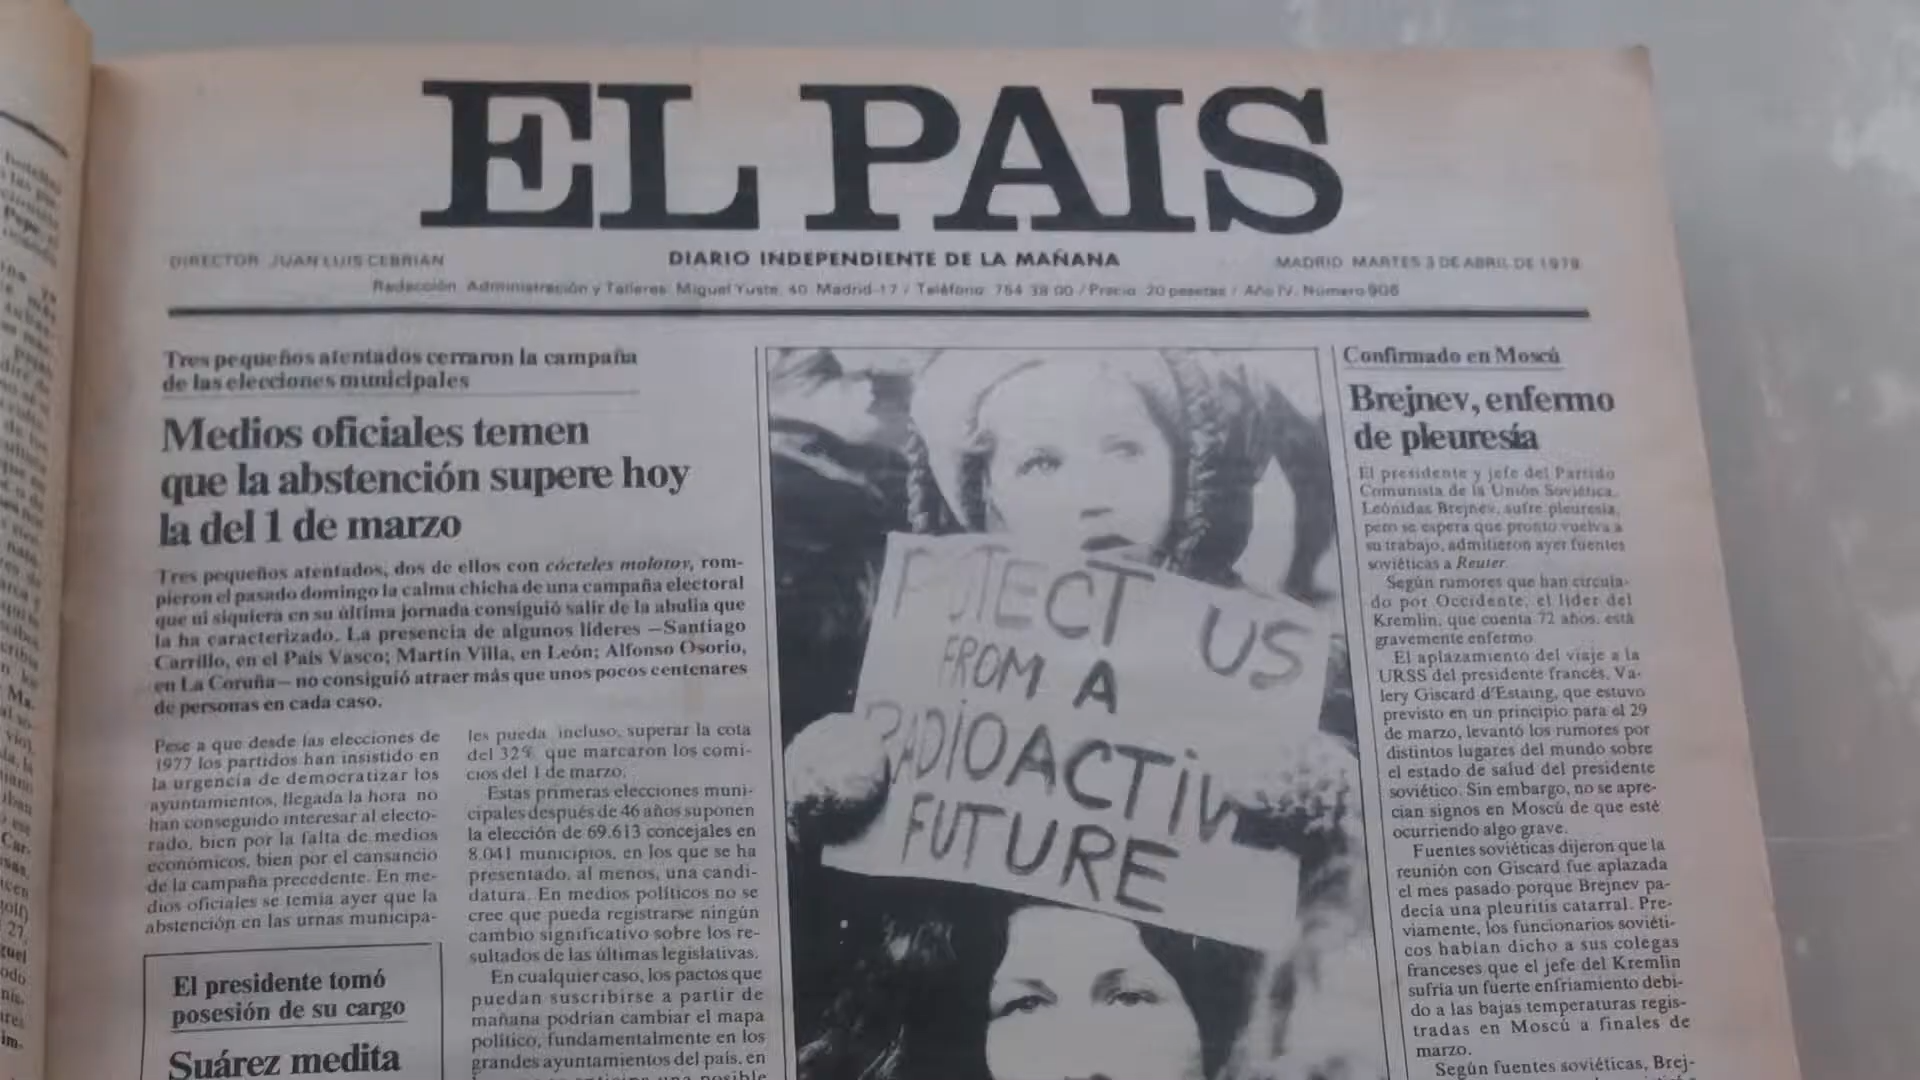 EL PAIS
DIRECTOR: JUAN LUIS CEBRIAN
DIARIO INDEPENDIENTE DE LA MAÑANA
MADRID, MARTES 3 DE ABRIL DE 1979
Redacción, Administración y Talleres: Miguel Yuste, 40. Madrid-17 / Teléfono: 754 38 00 / Precio: 20 pesetas / Año IV. Número 906
Tres pequeños atentados cerraron la campaña
de las elecciones municipales
Medios oficiales temen
que la abstención supere hoy
la del 1 de marzo
Tres pequeños atentados, dos de ellos con cócteles molotov, rom-
pieron el pasado domingo la calma chicha de una campaña electoral
que ni siquiera en su última jornada consiguió salir de la abulia que
la ha caracterizado. La presencia de algunos líderes —Santiago
Carrillo, en el País Vasco; Martín Villa, en León; Alfonso Osorio,
en La Coruña— no consiguió atraer más que unos pocos centenares
de personas en cada caso.
Pese a que desde las elecciones de
1977 los partidos han insistido en
la urgencia de democratizar los
ayuntamientos, llegada la hora no
han conseguido interesar al electo-
rado, bien por la falta de medios
económicos, bien por el cansancio
de la campaña precedente. En me-
dios oficiales se temía ayer que la
abstención en las urnas municipa-
El presidente tomó
posesión de su cargo
Suárez medita
les pueda, incluso, superar la cota
del 32% que marcaron los comi-
cios del 1 de marzo.
Estas primeras elecciones muni-
cipales después de 46 años suponen
la elección de 69.613 concejales en
8.041 municipios, en los que se ha
presentado, al menos, una candi-
datura. En medios políticos no se
cree que pueda registrarse ningún
cambio significativo sobre los re-
sultados de las últimas legislativas.
En cualquier caso, los pactos que
puedan suscribirse a partir de
mañana podrían cambiar el mapa
político, fundamentalmente en los
grandes ayuntamientos del país, en
una posible
US
FROM A
FUTURE
Confirmado en Moscú
Brejnev, enfermo
de pleuresía
El presidente y jefe del Partido
Comunista de la Unión Soviética,
Leónidas Brejnev, sufre pleuresía,
pero se espera que pronto vuelva a
su trabajo, admitieron ayer fuentes
soviéticas a Reuter.
Según rumores que han circula-
do por Occidente, el líder del
Kremlin, que cuenta 72 años, está
gravemente enfermo.
El aplazamiento del viaje a la
URSS del presidente francés, Va-
lery Giscard d'Estaing, que estuvo
previsto en un principio para el 29
de marzo, levantó los rumores por
distintos lugares del mundo sobre
el estado de salud del presidente
soviético. Sin embargo, no se apre-
cian signos en Moscú de que esté
ocurriendo algo grave.
Fuentes soviéticas dijeron que la
reunión con Giscard fue aplazada
el mes pasado porque Brejnev pa-
decía una pleuritis catarral. Pre-
viamente, los funcionarios soviéti-
cos habían dicho a sus colegas
franceses que el jefe del Kremlin
sufría un fuerte enfriamiento debi-
do a las bajas temperaturas regis-
tradas en Moscú a finales de
marzo.
Según fuentes soviéticas, Brej-